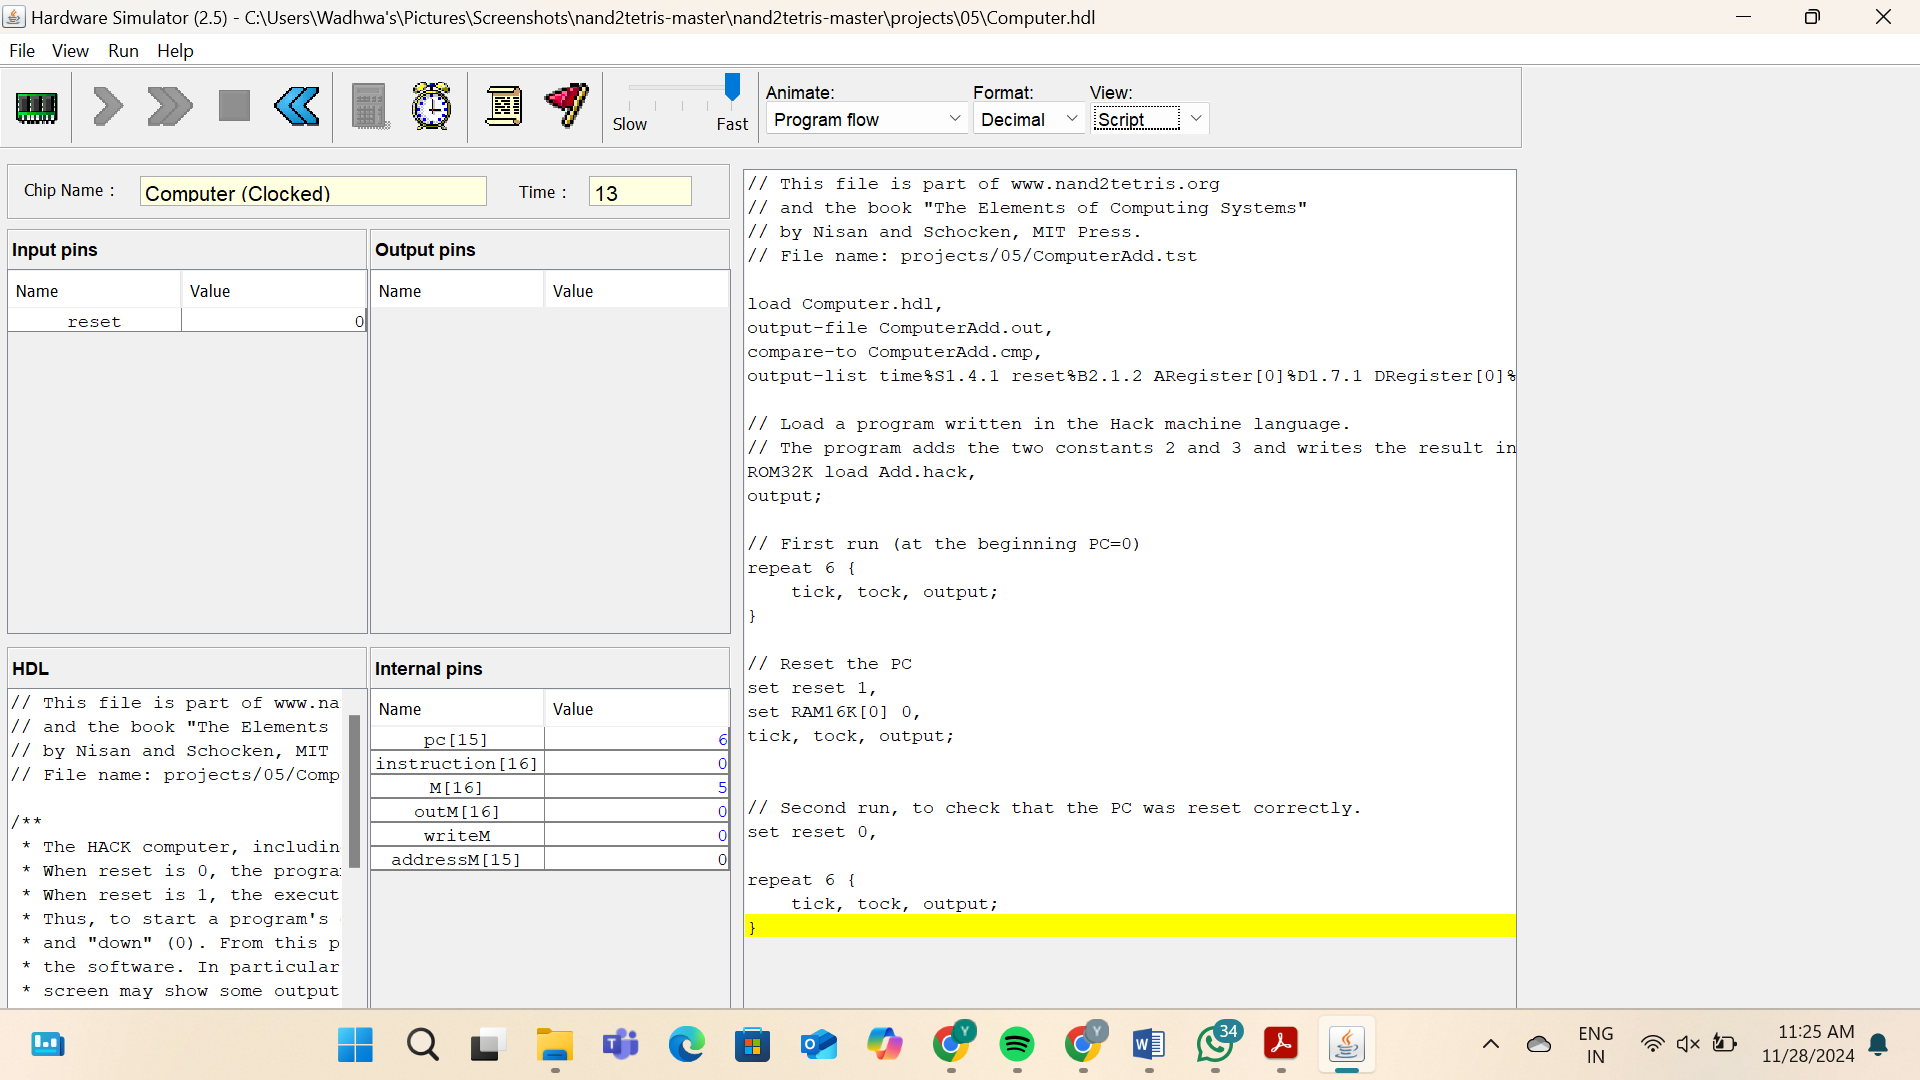 Hardware Simulator (2.5) - C:\Users\Wadhwa's\Pictures\Screenshots\nand2tetris-master\nand2tetris-master\projects\05\Computer.hdl
File View Run Help
Animate: Format: View:
Program flow Decimal Script
Slow Fast
Chip Name : Computer (Clocked) Time : 13
Input pins
Name Value
reset 0
Output pins
Name Value
HDL
// This file is part of www.na
// and the book "The Elements
// by Nisan and Schocken, MIT
// File name: projects/05/Comp
/**
* The HACK computer, includin
* When reset is 0, the progra
* When reset is 1, the execut
* Thus, to start a program's
* and "down" (0). From this p
* the software. In particular
* screen may show some output
Internal pins
Name Value
pc[15] 6
instruction[16] 0
M[16] 5
outM[16] 0
writeM 0
addressM[15] 0
// This file is part of www.nand2tetris.org
// and the book "The Elements of Computing Systems"
// by Nisan and Schocken, MIT Press.
// File name: projects/05/ComputerAdd.tst
load Computer.hdl,
output-file ComputerAdd.out,
compare-to ComputerAdd.cmp,
output-list time%S1.4.1 reset%B2.1.2 ARegister[0]%D1.7.1 DRegister[0]%
// Load a program written in the Hack machine language.
// The program adds the two constants 2 and 3 and writes the result in
ROM32K load Add.hack,
output;
// First run (at the beginning PC=0)
repeat 6 {
tick, tock, output;
}
// Reset the PC
set reset 1,
set RAM16K[0] 0,
tick, tock, output;
// Second run, to check that the PC was reset correctly.
set reset 0,
repeat 6 {
tick, tock, output;
}
Y
Y
34
ENG
IN
11:25 AM
11/28/2024